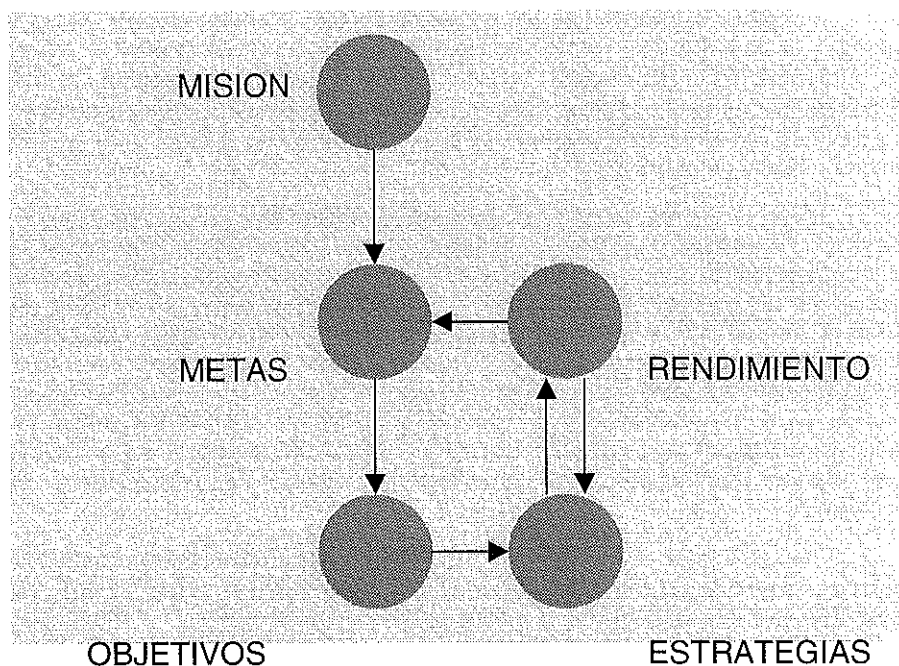 MISION
METAS
RENDIMIENTO
OBJETIVOS
ESTRATEGIAS